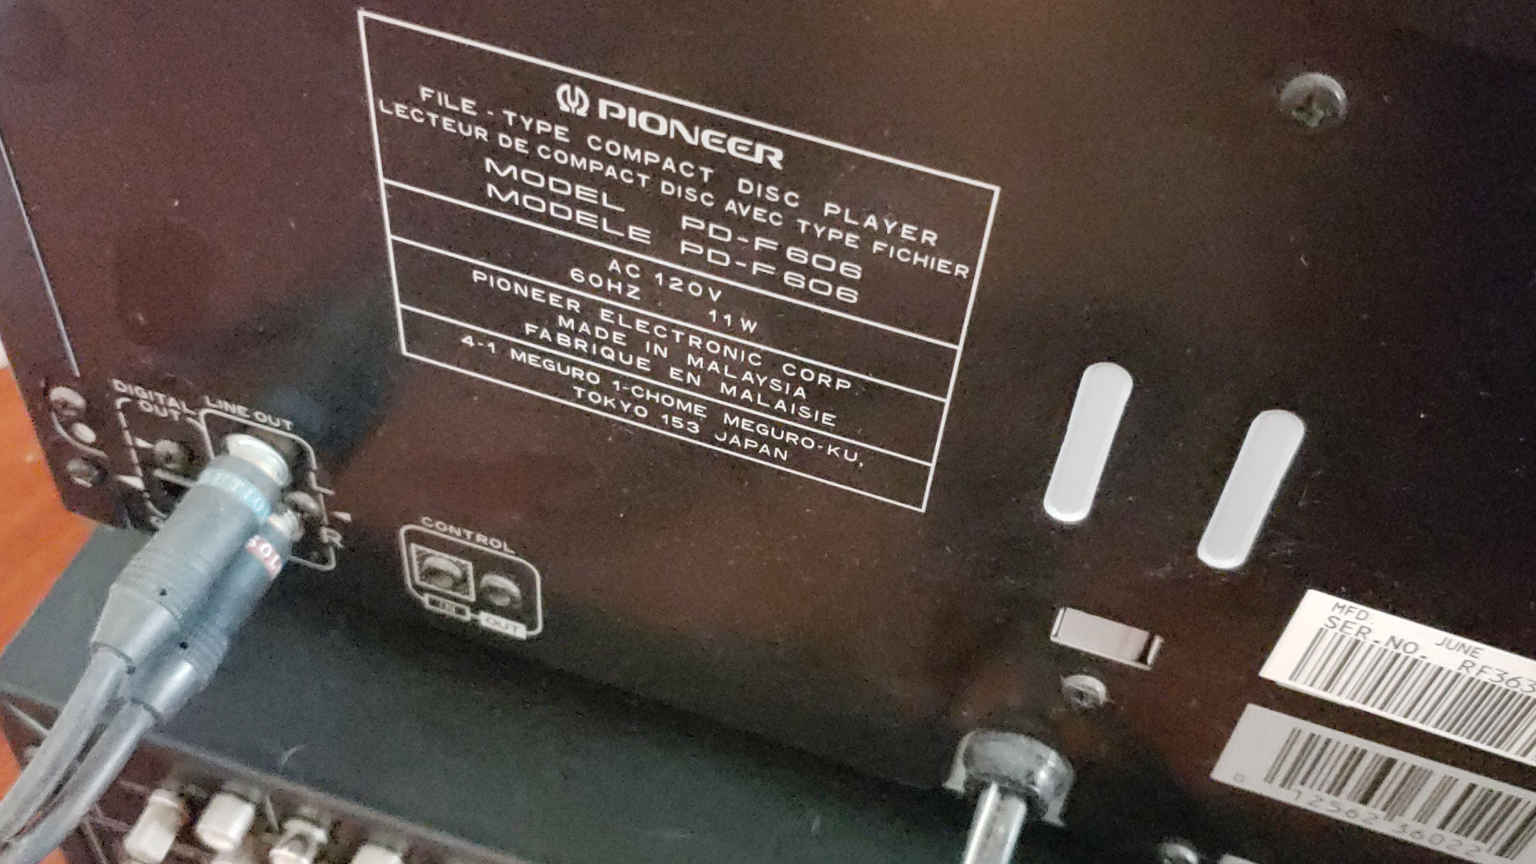 PIONEER
FILE-TYPE COMPACT DISC PLAYER
LECTEUR DE COMPACT DISC AVEC TYPE FICHIER
MODEL PD-F606
MODELE PD-F606
AC 120V
60HZ 11W
PIONEER ELECTRONIC CORP
MADE IN MALAYSIA
FABRIQUE EN MALAISIE
4-1 MEGURO 1-CHOME MEGURO-KU,
TOKYO 153 JAPAN
DIGITAL
OUT
LINE OUT
R
CONTROL
IN OUT
MFD. JUNE
SER.NO. RF363